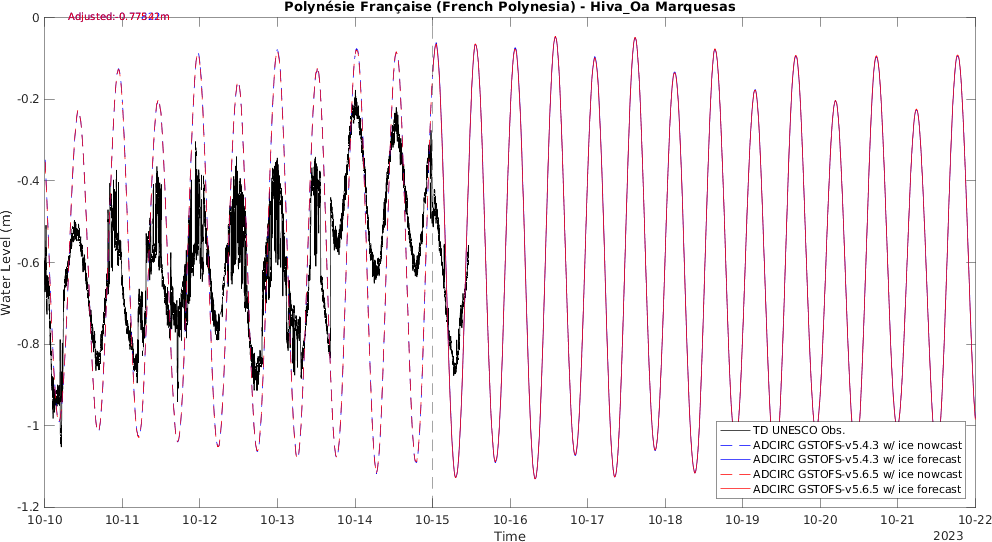 Polynésie Française (French Polynesia) - Hiva_Oa Marquesas
Adjusted:
0
-0.2
-0.4
-0.6
-0.8
-1
-1.2
Water Level (m)
10-10 10-11 10-12 10-13 10-14 10-15 10-16 10-17 10-18 10-19 10-20 10-21 10-22
Time
2023
TD UNESCO Obs.
ADCIRC GSTOFS-v5.4.3 w/ ice nowcast
ADCIRC GSTOFS-v5.4.3 w/ ice forecast
ADCIRC GSTOFS-v5.6.5 w/ ice nowcast
ADCIRC GSTOFS-v5.6.5 w/ ice forecast